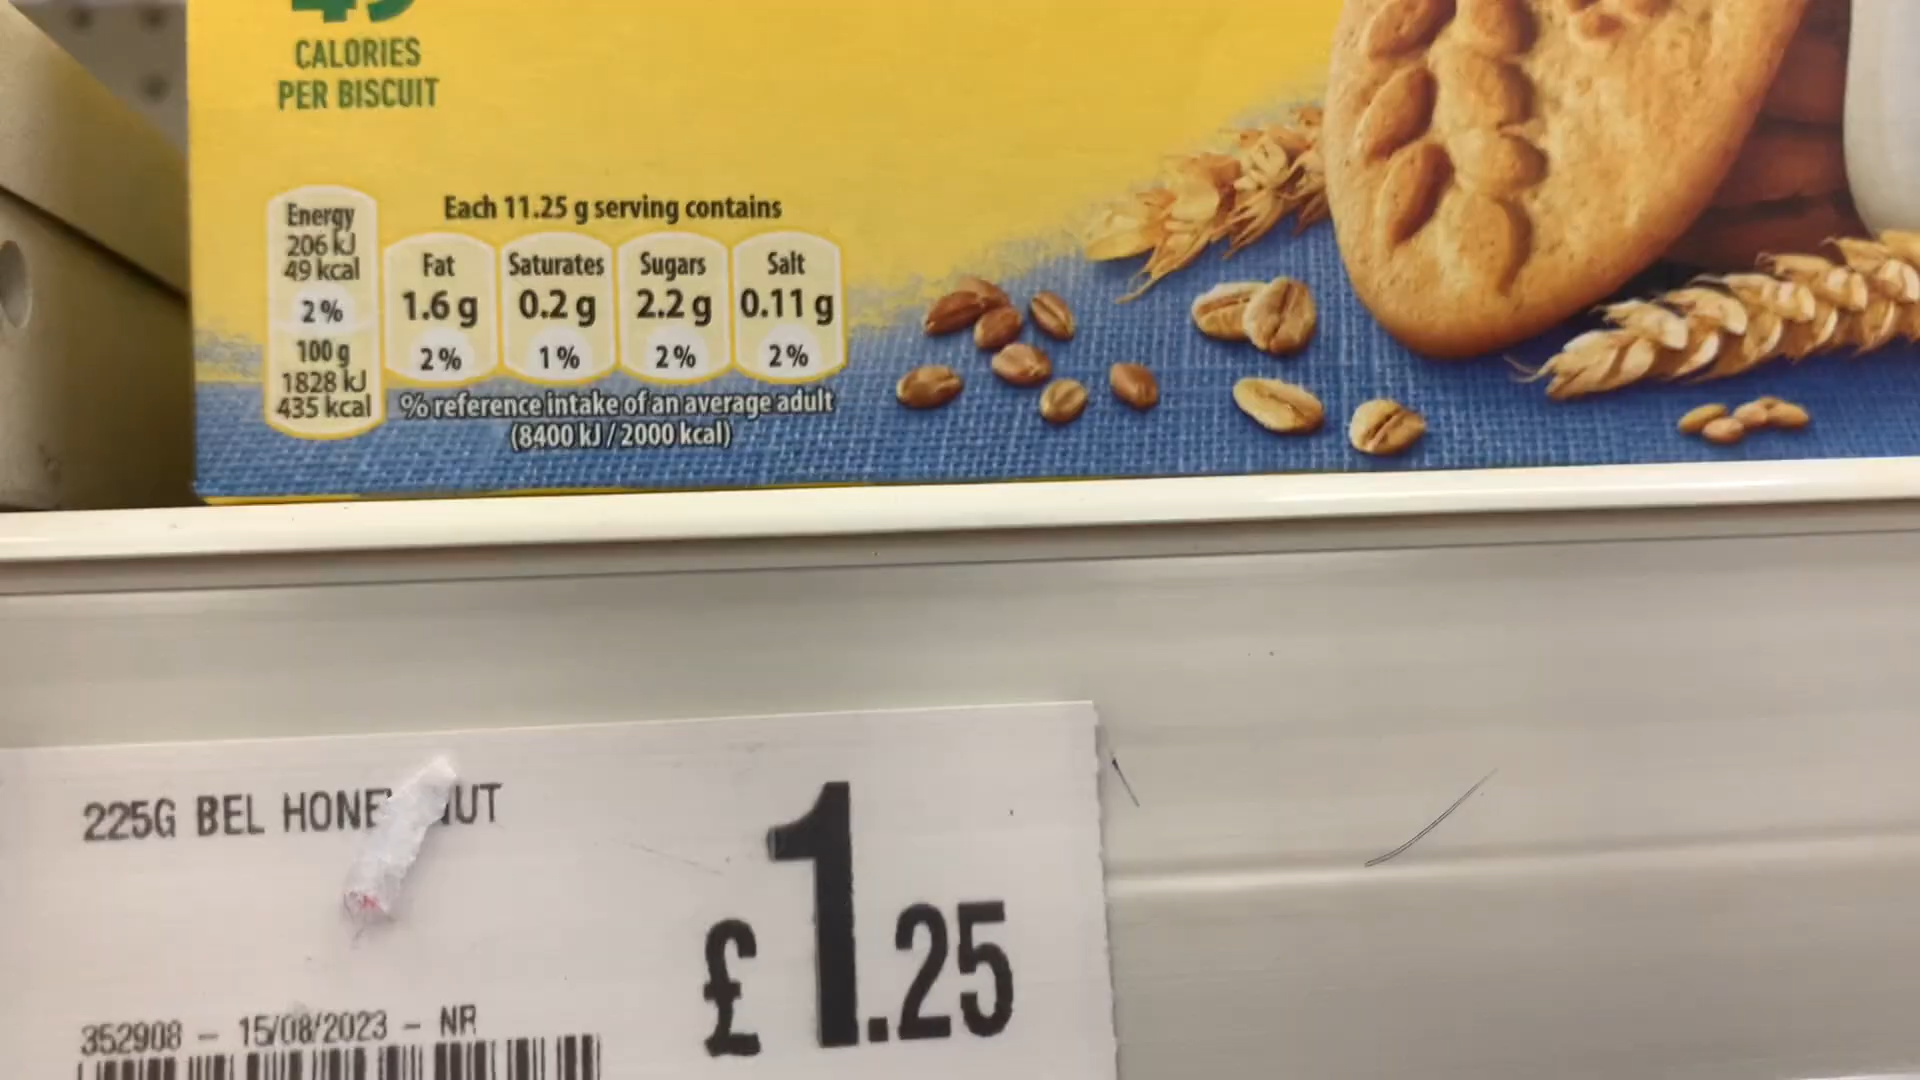 49
CALORIES
PER BISCUIT
Each 11.25 g serving contains
Energy
206 kJ
49 kcal
2%
100 g
1828 kJ
435 kcal
Fat
1.6 g
2%
Saturates
0.2 g
1%
Sugars
2.2 g
2%
Salt
0.11 g
2%
% reference intake of an average adult
(8400 kJ / 2000 kcal)
225G BEL
£1.25
352908 - 15/08/2023 - NR